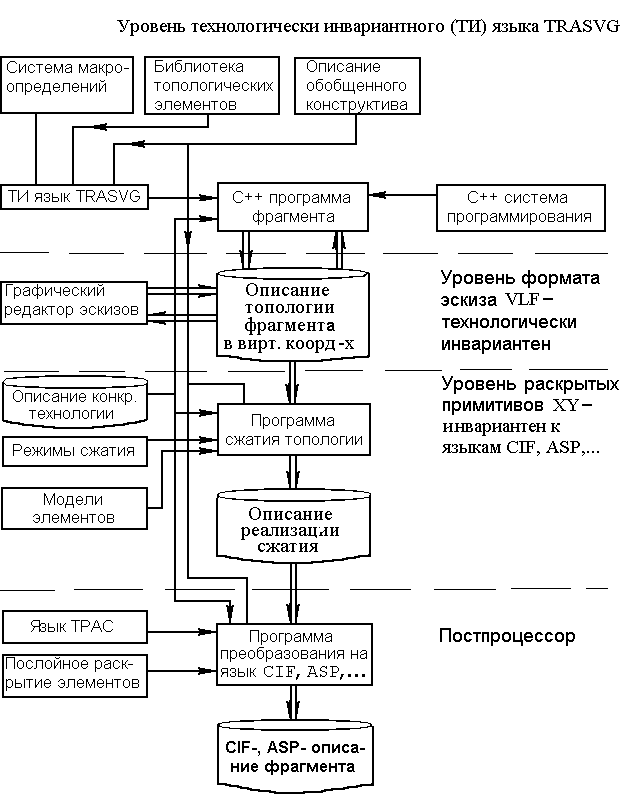 Уровень технологически инвариантного (ТИ) языка TRASVG
Система макро-
определений
Библиотека
топологических
элементов
Описание
обобщенного
конструктива
ТИ язык TRASVG
C++ программа
фрагмента
C++ система
программирования
Графический
редактор эскизов
Описание
топологии
фрагмента
в вирт. коорд-х
Уровень формата
эскиза VLF –
технологически
инвариантен
Описание конкр.
технологии
Режимы сжатия
Модели
элементов
Программа
сжатия топологии
Уровень раскрытых
примитивов XY –
инвариантен к
языкам CIF, ASP,...
Описание
реализации
сжатия
Язык ТРАС
Послойное раск-
рытие элементов
Программа
преобразования на
язык CIF, ASP,...
Постпроцессор
CIF-, ASP- описа-
ние фрагмента